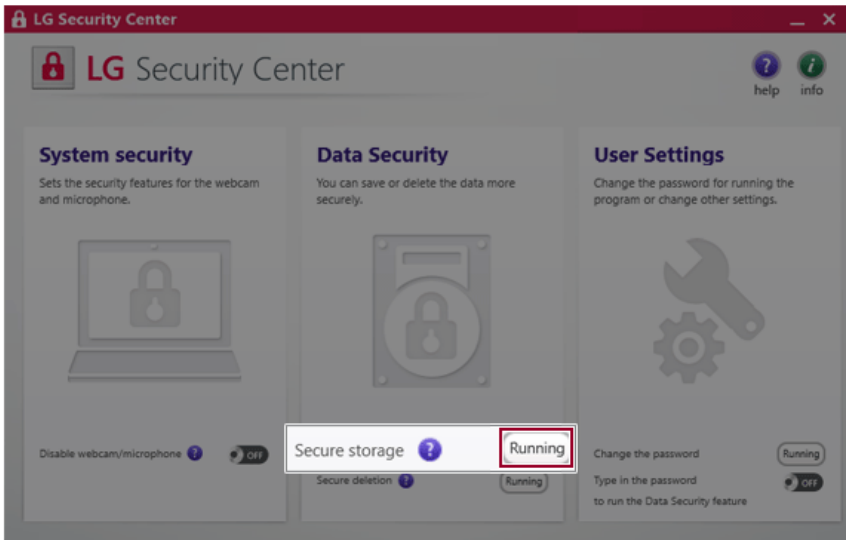 LG Security Center
LG Security Center
help
info
System security
Sets the security features for the webcam
and microphone.
Disable webcam/microphone ?
OFF
Data Security
You can save or delete the data more
securely.
Secure storage ?
Running
Secure deletion ?
Running
User Settings
Change the password for running the
program or change other settings.
Change the password
Running
Type in the password
OFF
to run the Data Security feature